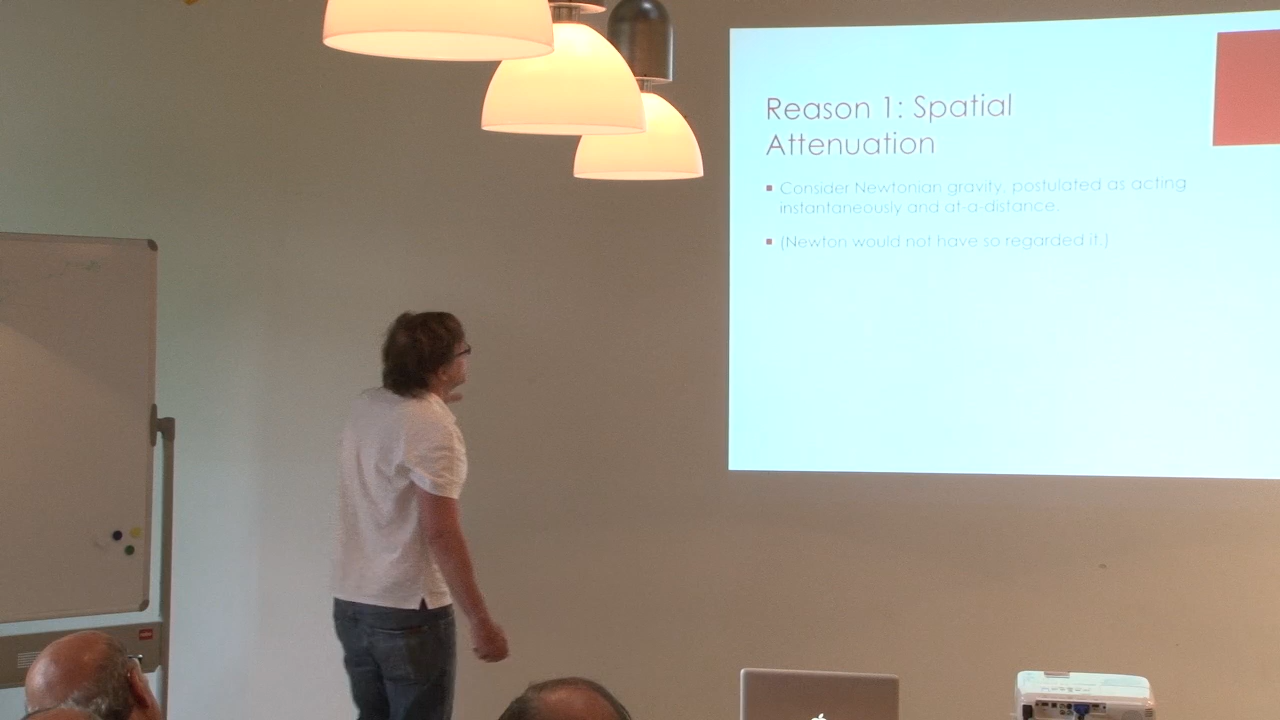 Reason 1: Spatial
Attenuation
Consider Newtonian gravity, postulated as acting
instantaneously and at-a-distance.
(Newton would not have so regarded it.)